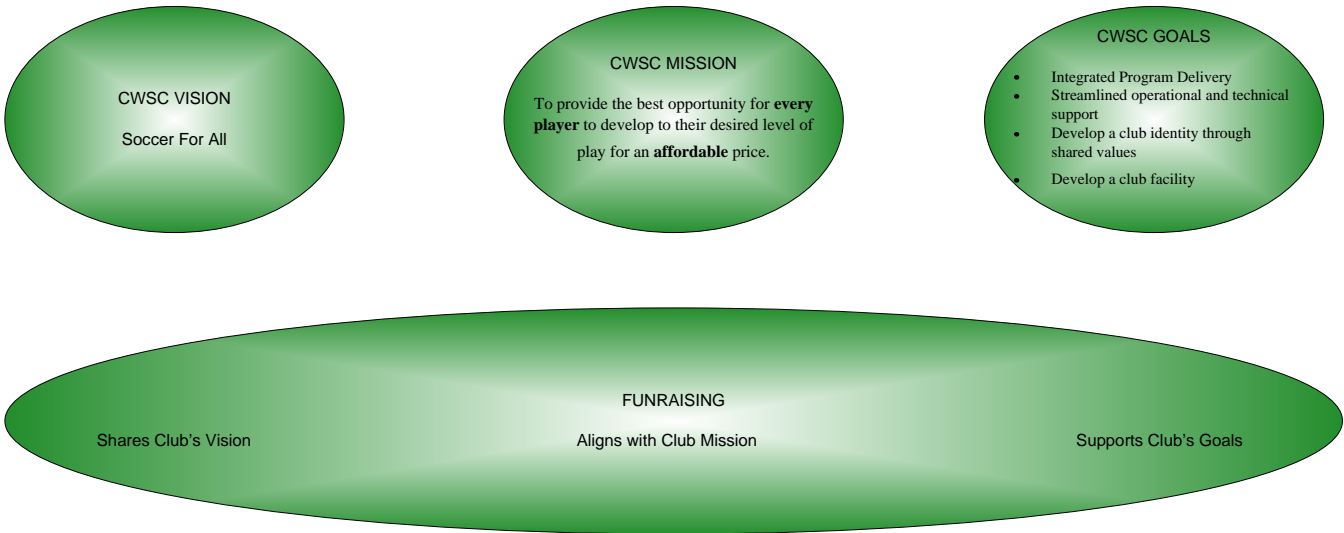 CWSC VISION
Soccer For All
CWSC MISSION
To provide the best opportunity for every
player to develop to their desired level of
play for an affordable price.
CWSC GOALS
• Integrated Program Delivery
• Streamlined operational and technical
support
• Develop a club identity through
shared values
• Develop a club facility
FUNRAISING
Shares Club's Vision
Aligns with Club Mission
Supports Club's Goals